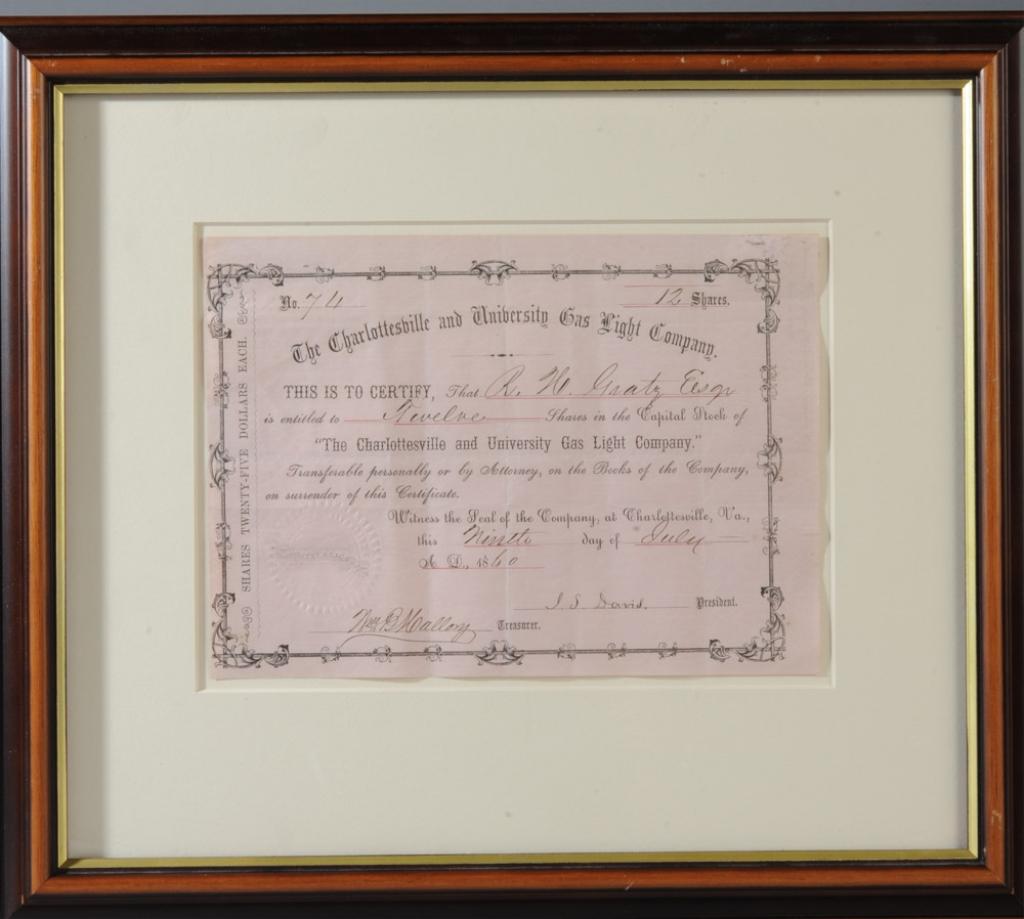 No. 74
12 Shares,
The Charlottesville and University Gas Light Company.
THIS IS TO CERTIFY, That R. H. Gratz Esqr
is entitled to Twelve Shares in the Capital Stock of
"The Charlottesville and University Gas Light Company."
Transferable personally or by Attorney, on the Books of the Company,
on surrender of this Certificate.
Witness the Seal of the Company, at Charlottesville, Va.,
this Ninth day of July
A. D., 1860
J. S. Davis. President.
Wm. B. Mallory Treasurer.
SHARES TWENTY-FIVE DOLLARS EACH.